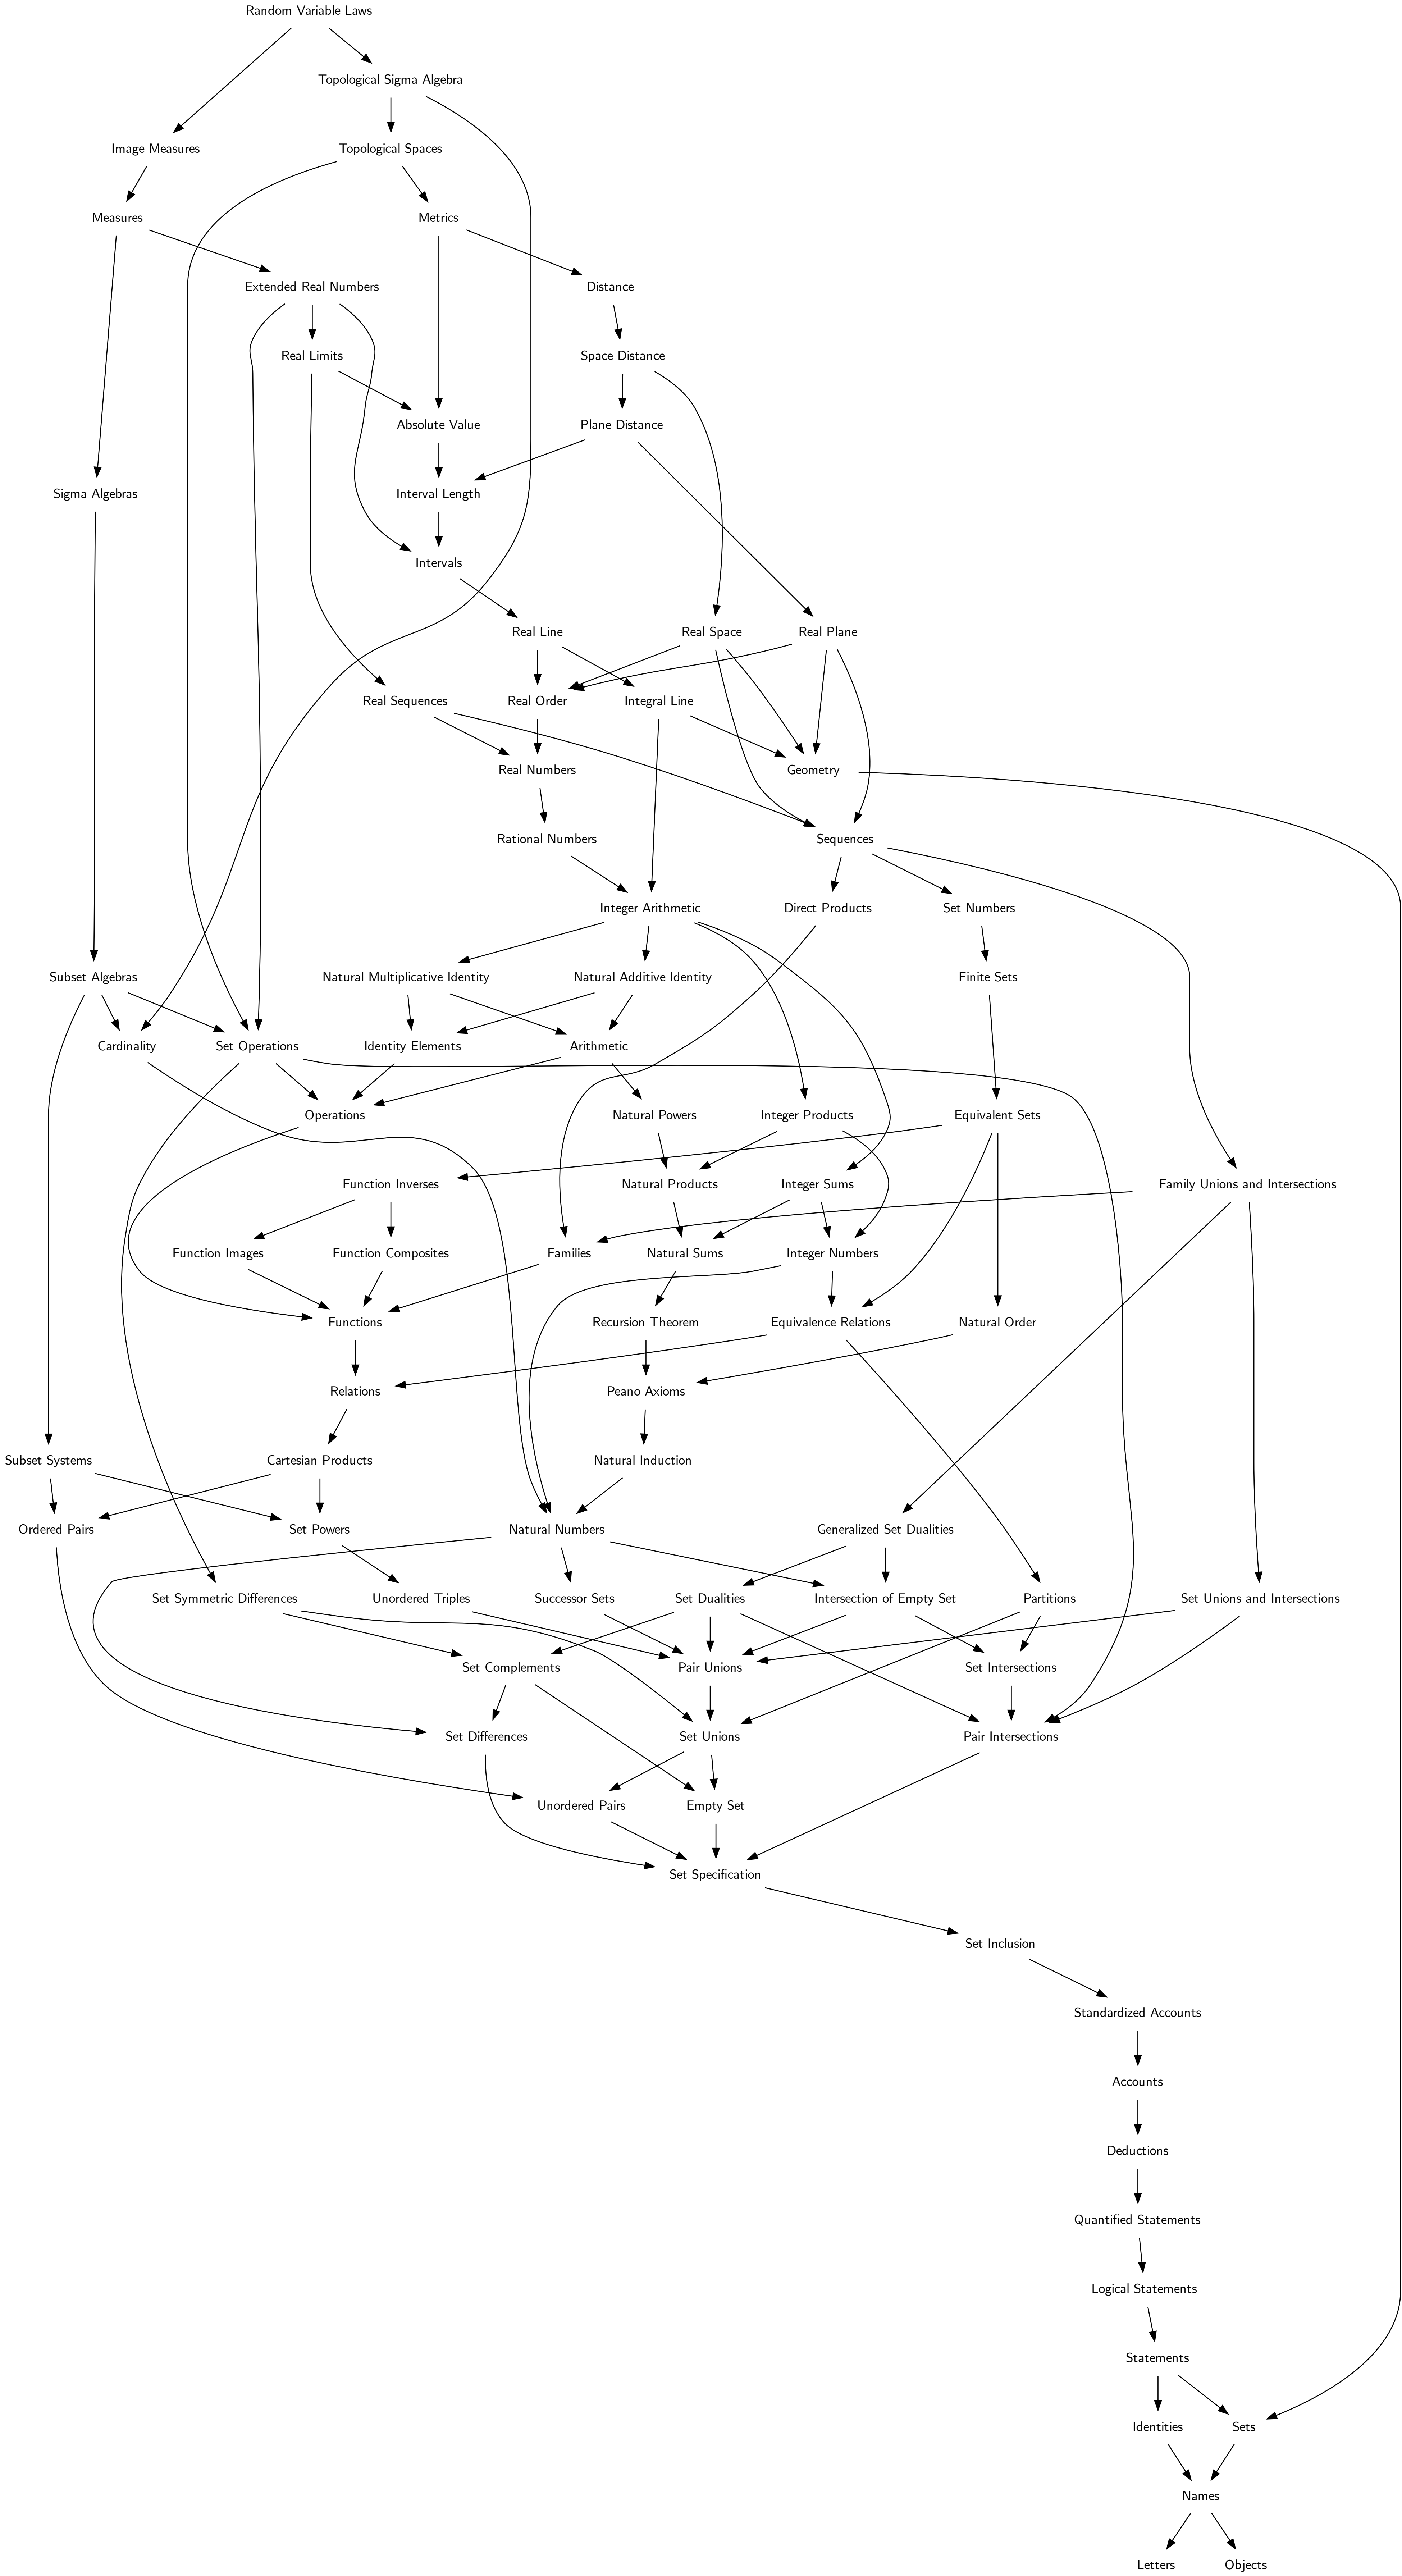 Random Variable Laws
Topological Sigma Algebra
Image Measures
Topological Spaces
Measures
Metrics
Extended Real Numbers
Distance
Real Limits
Space Distance
Absolute Value
Plane Distance
Sigma Algebras
Interval Length
Intervals
Real Line
Real Space
Real Plane
Real Sequences
Real Order
Integral Line
Real Numbers
Geometry
Rational Numbers
Sequences
Integer Arithmetic
Direct Products
Set Numbers
Subset Algebras
Natural Multiplicative Identity
Natural Additive Identity
Finite Sets
Cardinality
Set Operations
Identity Elements
Arithmetic
Operations
Natural Powers
Integer Products
Equivalent Sets
Function Inverses
Natural Products
Integer Sums
Family Unions and Intersections
Function Images
Function Composites
Families
Natural Sums
Integer Numbers
Functions
Recursion Theorem
Equivalence Relations
Natural Order
Relations
Peano Axioms
Subset Systems
Cartesian Products
Natural Induction
Ordered Pairs
Set Powers
Natural Numbers
Generalized Set Dualities
Set Symmetric Differences
Unordered Triples
Successor Sets
Set Dualities
Intersection of Empty Set
Partitions
Set Unions and Intersections
Set Complements
Pair Unions
Set Intersections
Set Differences
Set Unions
Pair Intersections
Unordered Pairs
Empty Set
Set Specification
Set Inclusion
Standardized Accounts
Accounts
Deductions
Quantified Statements
Logical Statements
Statements
Identities
Sets
Names
Letters
Objects